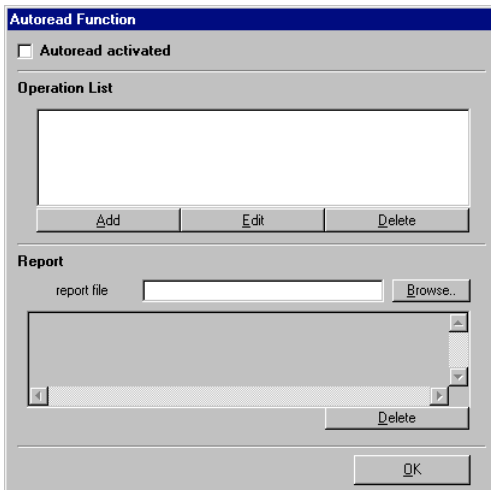 Autoread Function
Autoread activated
Operation List
Add Edit Delete
Report
report file Browse..
Delete
OK